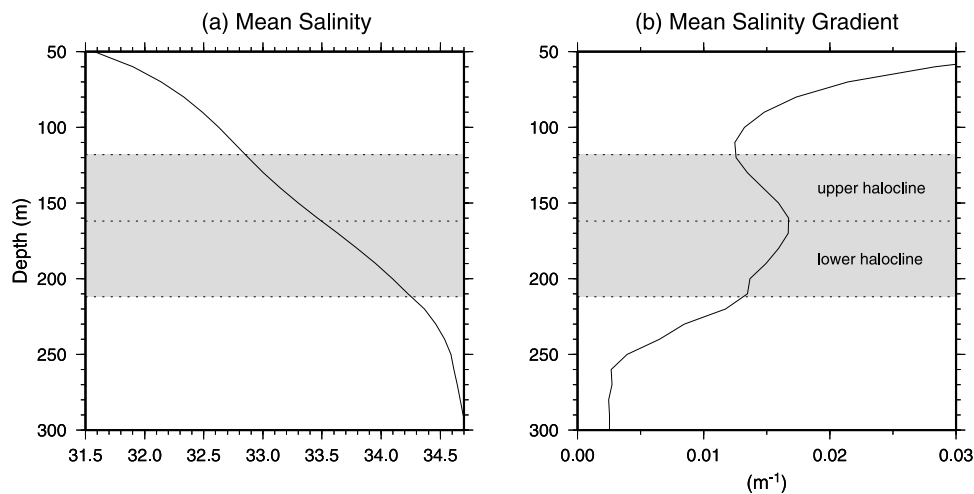 (a) Mean Salinity
(b) Mean Salinity Gradient
50
100
150
200
250
300
Depth (m)
31.5 32.0 32.5 33.0 33.5 34.0 34.5
50
100
150
200
250
300
upper halocline
lower halocline
0.00 0.01 0.02 0.03
(m⁻¹)